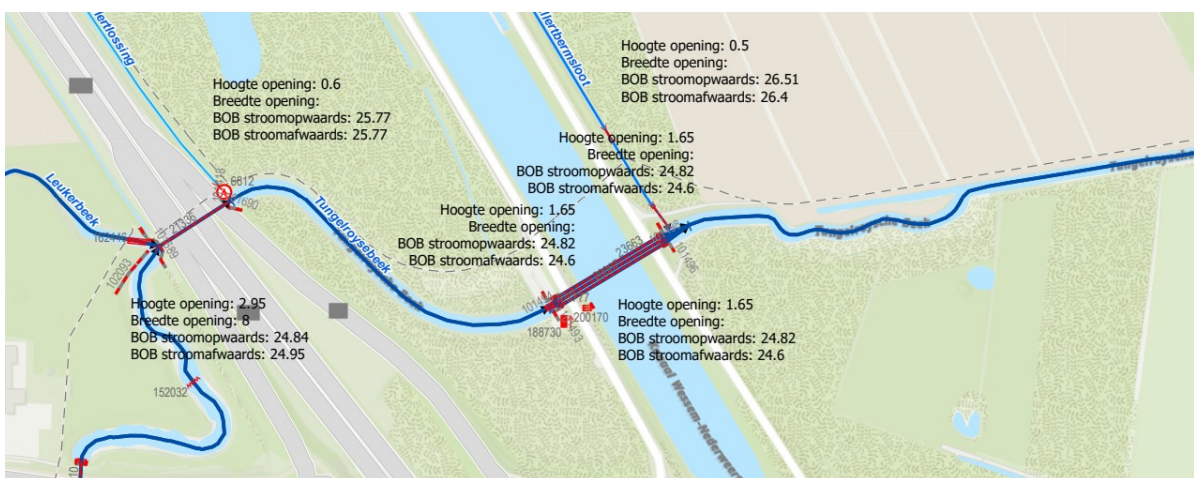 Hoogte opening: 0.6
Breedte opening:
BOB stroomopwaards: 25.77
BOB stroomafwaards: 25.77
Hoogte opening: 0.5
Breedte opening:
BOB stroomopwaards: 26.51
BOB stroomafwaards: 26.4
Hoogte opening: 1.65
Breedte opening:
BOB stroomopwaards: 24.82
BOB stroomafwaards: 24.6
Hoogte opening: 1.65
Breedte opening:
BOB stroomopwaards: 24.82
BOB stroomafwaards: 24.6
Hoogte opening: 2.95
Breedte opening: 8
BOB stroomopwaards: 24.84
BOB stroomafwaards: 24.95
Hoogte opening: 1.65
Breedte opening:
BOB stroomopwaards: 24.82
BOB stroomafwaards: 24.6
Leukerbeek
Tungelroysebeek
6612
21336
102093
152032
23663
101496
200170
188730